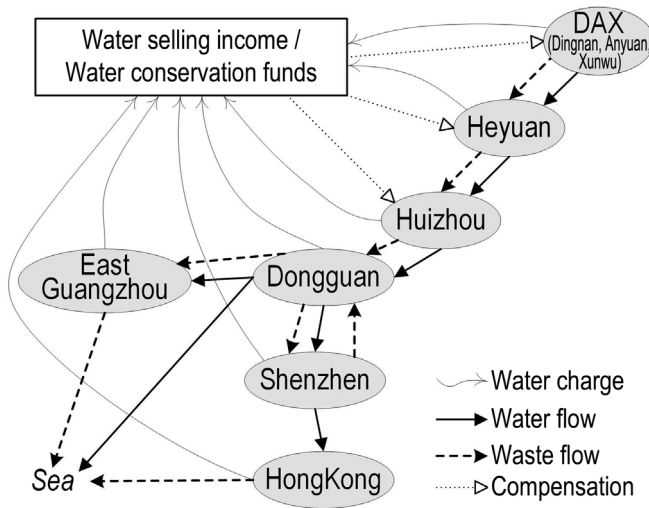 DAX
(Dingnan, Anyuan,
Xunwu)
Water selling income /
Water conservation funds
Heyuan
Huizhou
East
Guangzhou
Dongguan
Shenzhen
HongKong
Sea
Water charge
Water flow
Waste flow
Compensation